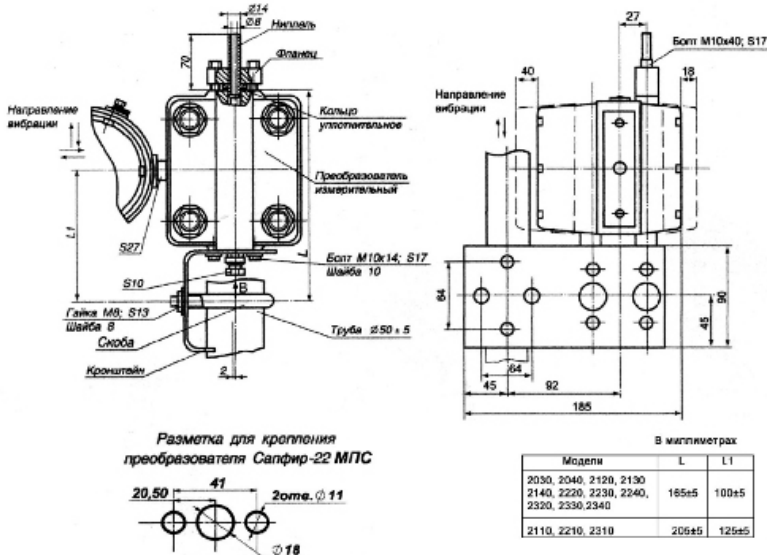 Ø14
Ø8
Ниппель
Фланец
70
Направление
вибрации
Кольцо
уплотнительное
Преобразователь
измерительный
L1
L
S27
Болт М10х14; S17
Шайба 10
S10
В
Гайка М8; S13
Шайба 8
Скоба
Труба Ø50±5
Кронштейн
2
27
Болт М10х40; S17
40
18
Направление
вибрации
64
90
45
64
45
92
185
Разметка для крепления
преобразователя Сапфир-22 МПС
41
20,50
2отв. Ø11
Ø18
В миллиметрах
Модели L L1
2030, 2040, 2120, 2130
2140, 2220, 2230, 2240,
2320, 2330,2340
165±5 100±5
2110, 2210, 2310 205±5 125±5